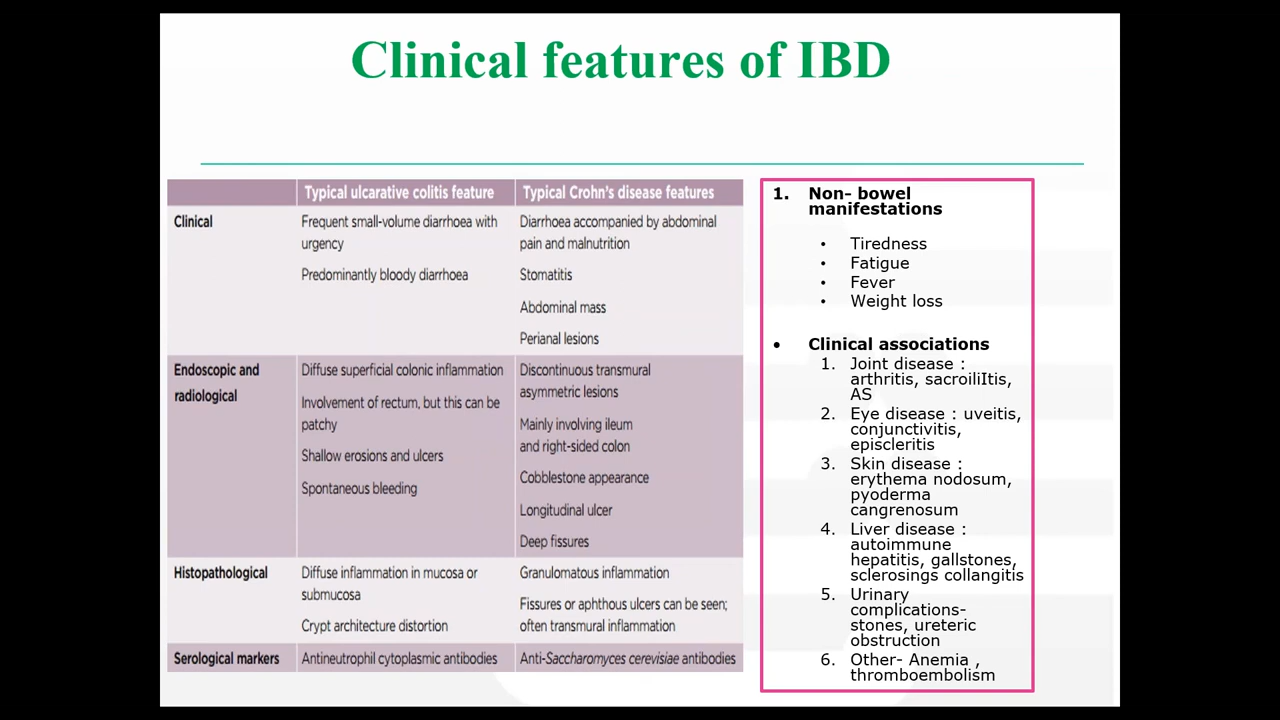 Clinical features of IBD
Typical ulcarative colitis feature
Typical Crohn's disease features
Clinical
Frequent small-volume diarrhoea with
urgency
Predominantly bloody diarrhoea
Diarrhoea accompanied by abdominal
pain and malnutrition
Stomatitis
Abdominal mass
Perianal lesions
Endoscopic and
radiological
Diffuse superficial colonic inflammation
Involvement of rectum, but this can be
patchy
Shallow erosions and ulcers
Spontaneous bleeding
Discontinuous transmural
asymmetric lesions
Mainly involving ileum
and right-sided colon
Cobblestone appearance
Longitudinal ulcer
Deep fissures
Histopathological
Diffuse inflammation in mucosa or
submucosa
Crypt architecture distortion
Granulomatous inflammation
Fissures or aphthous ulcers can be seen;
often transmural inflammation
Serological markers
Antineutrophil cytoplasmic antibodies
Anti-Saccharomyces cerevisiae antibodies
1. Non- bowel
manifestations
• Tiredness
• Fatigue
• Fever
• Weight loss
• Clinical associations
1. Joint disease :
arthritis, sacroiliItis,
AS
2. Eye disease : uveitis,
conjunctivitis,
episcleritis
3. Skin disease :
erythema nodosum,
pyoderma
cangrenosum
4. Liver disease :
autoimmune
hepatitis, gallstones,
sclerosings collangitis
5. Urinary
complications-
stones, ureteric
obstruction
6. Other- Anemia ,
thromboembolism